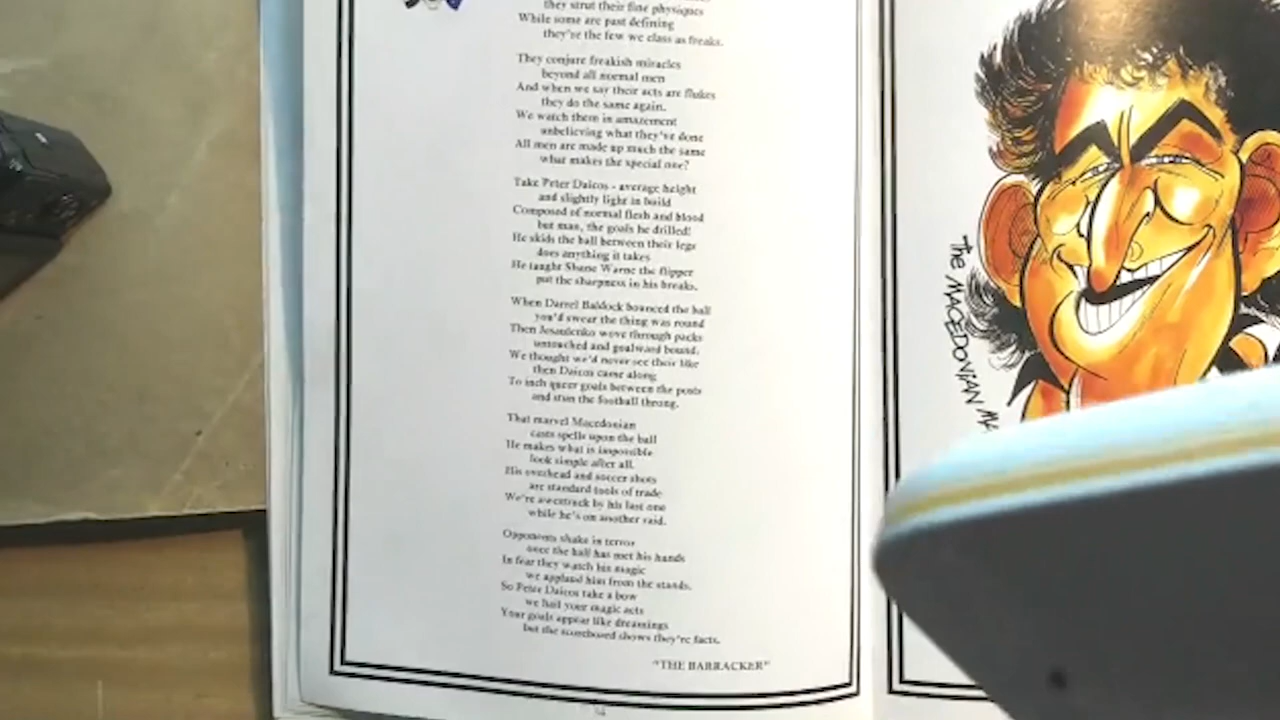 they strut their fine physiques
While some are past defining
they're the few we class as freaks.
They conjure freakish miracles
beyond all normal men
And when we say their acts are flukes
they do the same again.
We watch them in amazement
unbelieving what they've done
All men are made up much the same
what makes the special one?
Take Peter Daicos - average height
and slightly light in build
Composed of normal flesh and blood
but man, the goals he drilled!
He skids the ball between their legs
does anything it takes
He taught Shane Warne the flipper
put the sharpness in his breaks.
When Darrel Baldock bounced the ball
you'd swear the thing was round
Then Jesaulenko wove through packs
untouched and goalward bound.
We thought we'd never see their like
then Daicos came along
To inch queer goals between the posts
and stun the football throng.
That marvel Macedonian
casts spells upon the ball
He makes what is impossible
look simple after all.
His overhead and soccer shots
are standard tools of trade
We're awestruck by his last one
while he's on another raid.
Opponents shake in terror
once the ball has met his hands
In fear they watch his magic
we applaud him from the stands.
So Peter Daicos take a bow
we hail your magic acts
Your goals appear like dreamings
but the scoreboard shows they're facts.
"THE BARRACKER"
The MACEDONIAN